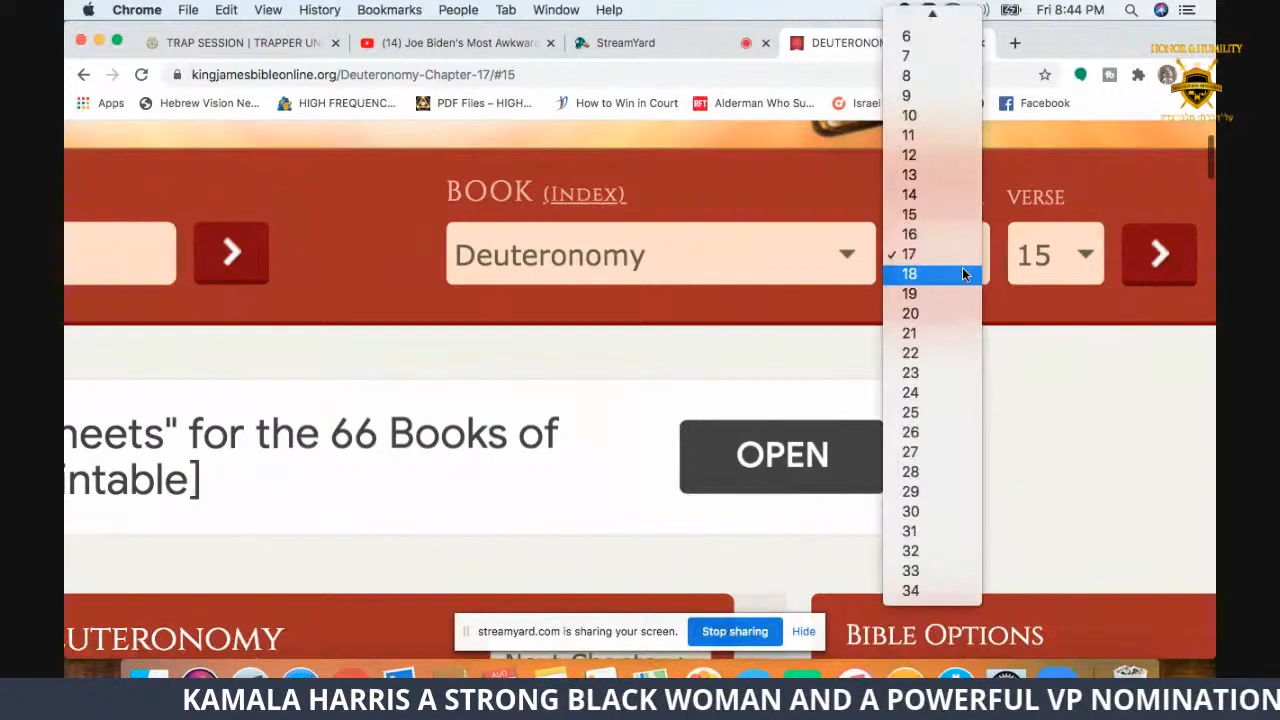 Chrome File Edit View History Bookmarks People Tab Window Help Fri 8:44 PM
TRAP SESSION | TRAPPER UN (14) Joe Biden's Most Awkwar StreamYard DEUTERONO
kingjamesbibleonline.org/Deuteronomy-Chapter-17/#15
Apps Hebrew Vision Ne... HIGH FREQUENC... PDF Files – HIGH... How to Win in Court RFT Alderman Who Su... Israel Facebook
HONOR & HUMILITY
BOOK (INDEX) VERSE
Deuteronomy 15
6
7
8
9
10
11
12
13
14
15
16
✓ 17
18
19
20
21
22
23
24
25
26
27
28
29
30
31
32
33
34
heets" for the 66 Books of
intable]
OPEN
EUTERONOMY
BIBLE OPTIONS
streamyard.com is sharing your screen. Stop sharing Hide
AUG
KAMALA HARRIS A STRONG BLACK WOMAN AND A POWERFUL VP NOMINATION